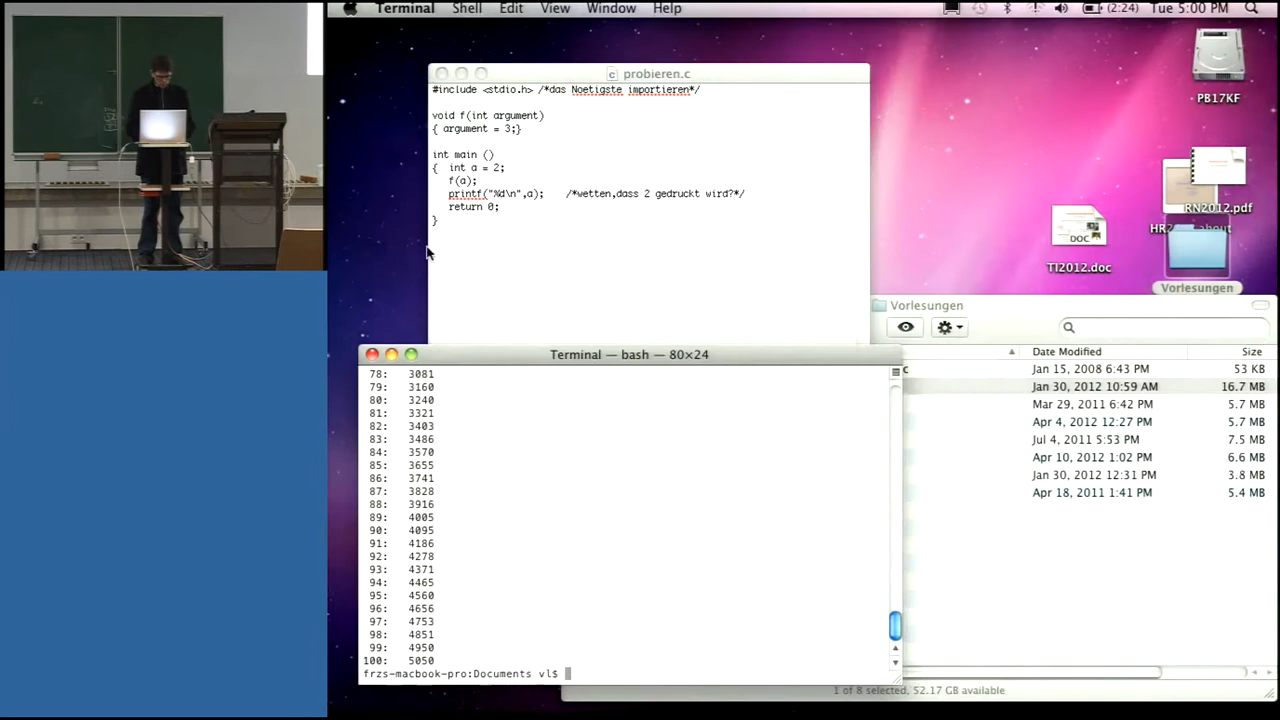 Terminal Shell Edit View Window Help (2:24) Tue 5:00 PM
probieren.c
#include <stdio.h> /*das Noetigste importieren*/
void f(int argument)
{ argument = 3;}
int main ()
{ int a = 2;
f(a);
printf("%d\n",a); /*wetten,dass 2 gedruckt wird?*/
return 0;
}
PB17KF
RN2012.pdf
DOC
TI2012.doc
Vorlesungen
Vorlesungen
Date Modified Size
c Jan 15, 2008 6:43 PM 53 KB
Jan 30, 2012 10:59 AM 16.7 MB
Mar 29, 2011 6:42 PM 5.7 MB
Apr 4, 2012 12:27 PM 5.7 MB
Jul 4, 2011 5:53 PM 7.5 MB
Apr 10, 2012 1:02 PM 6.6 MB
Jan 30, 2012 12:31 PM 3.8 MB
Apr 18, 2011 1:41 PM 5.4 MB
1 of 8 selected, 52.17 GB available
Terminal — bash — 80×24
78: 3081
79: 3160
80: 3240
81: 3321
82: 3403
83: 3486
84: 3570
85: 3655
86: 3741
87: 3828
88: 3916
89: 4005
90: 4095
91: 4186
92: 4278
93: 4371
94: 4465
95: 4560
96: 4656
97: 4753
98: 4851
99: 4950
100: 5050
frzs-macbook-pro:Documents vl$